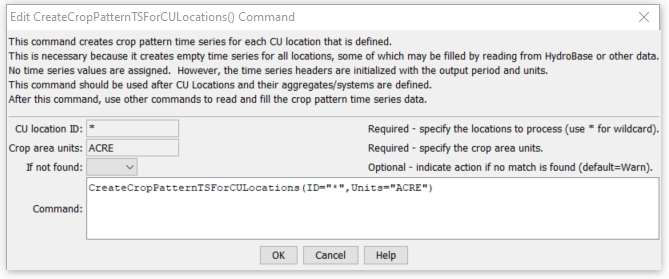 Edit CreateCropPatternTSForCULocations() Command
This command creates crop pattern time series for each CU location that is defined.
This is necessary because it creates empty time series for all locations, some of which may be filled by reading from HydroBase or other data.
No time series values are assigned.  However, the time series headers are initialized with the output period and units.
This command should be used after CU Locations and their aggregates/systems are defined.
After this command, use other commands to read and fill the crop pattern time series data.
CU location ID: * Required - specify the locations to process (use * for wildcard).
Crop area units: ACRE Required - specify the crop area units.
If not found: Optional - indicate action if no match is found (default=Warn).
CreateCropPatternTSForCULocations(ID="*",Units="ACRE")
Command:
OK Cancel Help